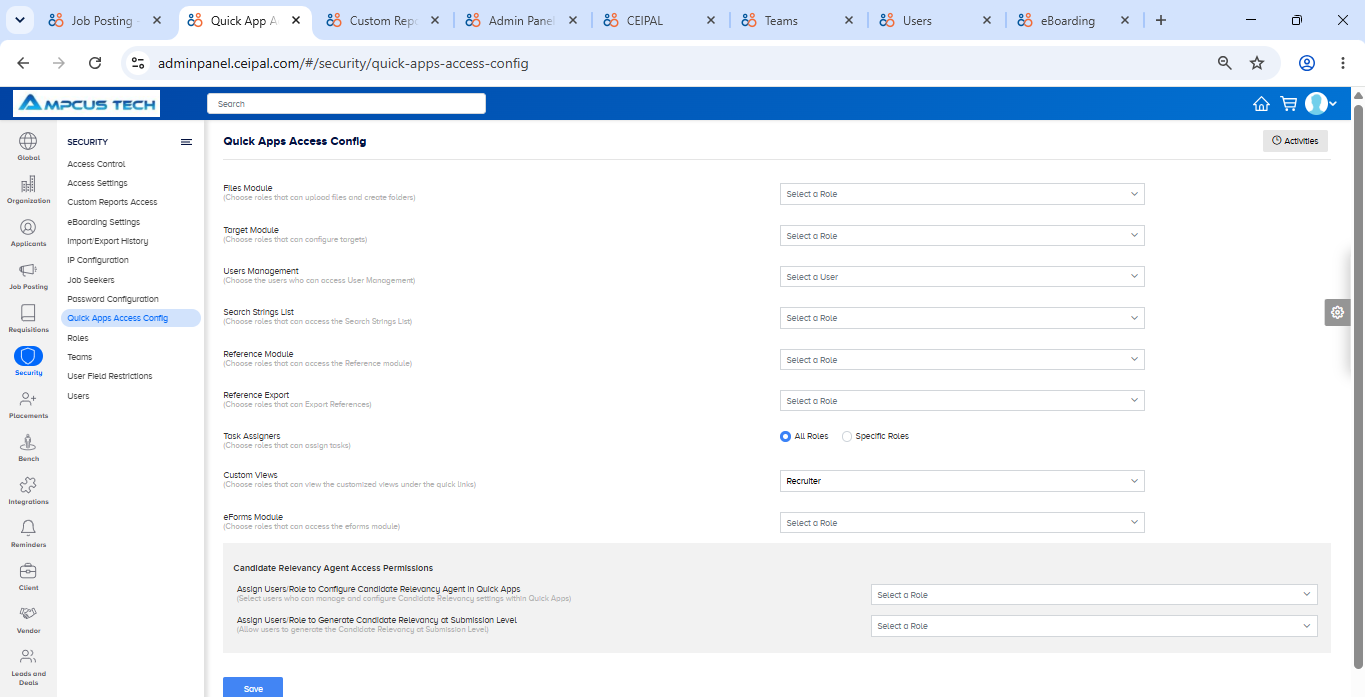 Job Posting -
Quick App A
Custom Repo
Admin Panel
CEIPAL
Teams
Users
eBoarding
adminpanel.ceipal.com/#/security/quick-apps-access-config
AMPCUS TECH
Search
Global
Organization
Applicants
Job Posting
Requisitions
Security
Placements
Bench
Integrations
Reminders
Client
Vendor
Leads and
Deals
SECURITY
Access Control
Access Settings
Custom Reports Access
eBoarding Settings
Import/Export History
IP Configuration
Job Seekers
Password Configuration
Quick Apps Access Config
Roles
Teams
User Field Restrictions
Users
Quick Apps Access Config
Activities
Files Module
(Choose roles that can upload files and create folders)
Select a Role
Target Module
(Choose roles that can configure targets)
Select a Role
Users Management
(Choose the users who can access User Management)
Select a User
Search Strings List
(Choose roles that can access the Search Strings List)
Select a Role
Reference Module
(Choose roles that can access the Reference module)
Select a Role
Reference Export
(Choose roles that can Export References)
Select a Role
Task Assigners
(Choose roles that can assign tasks)
All Roles Specific Roles
Custom Views
(Choose roles that can view the customized views under the quick links)
Recruiter
eForms Module
(Choose roles that can access the eforms module)
Select a Role
Candidate Relevancy Agent Access Permissions
Assign Users/Role to Configure Candidate Relevancy Agent in Quick Apps
(Select users who can manage and configure Candidate Relevancy settings within Quick Apps)
Select a Role
Assign Users/Role to Generate Candidate Relevancy at Submission Level
(Allow users to generate the Candidate Relevancy at Submission Level)
Select a Role
Save